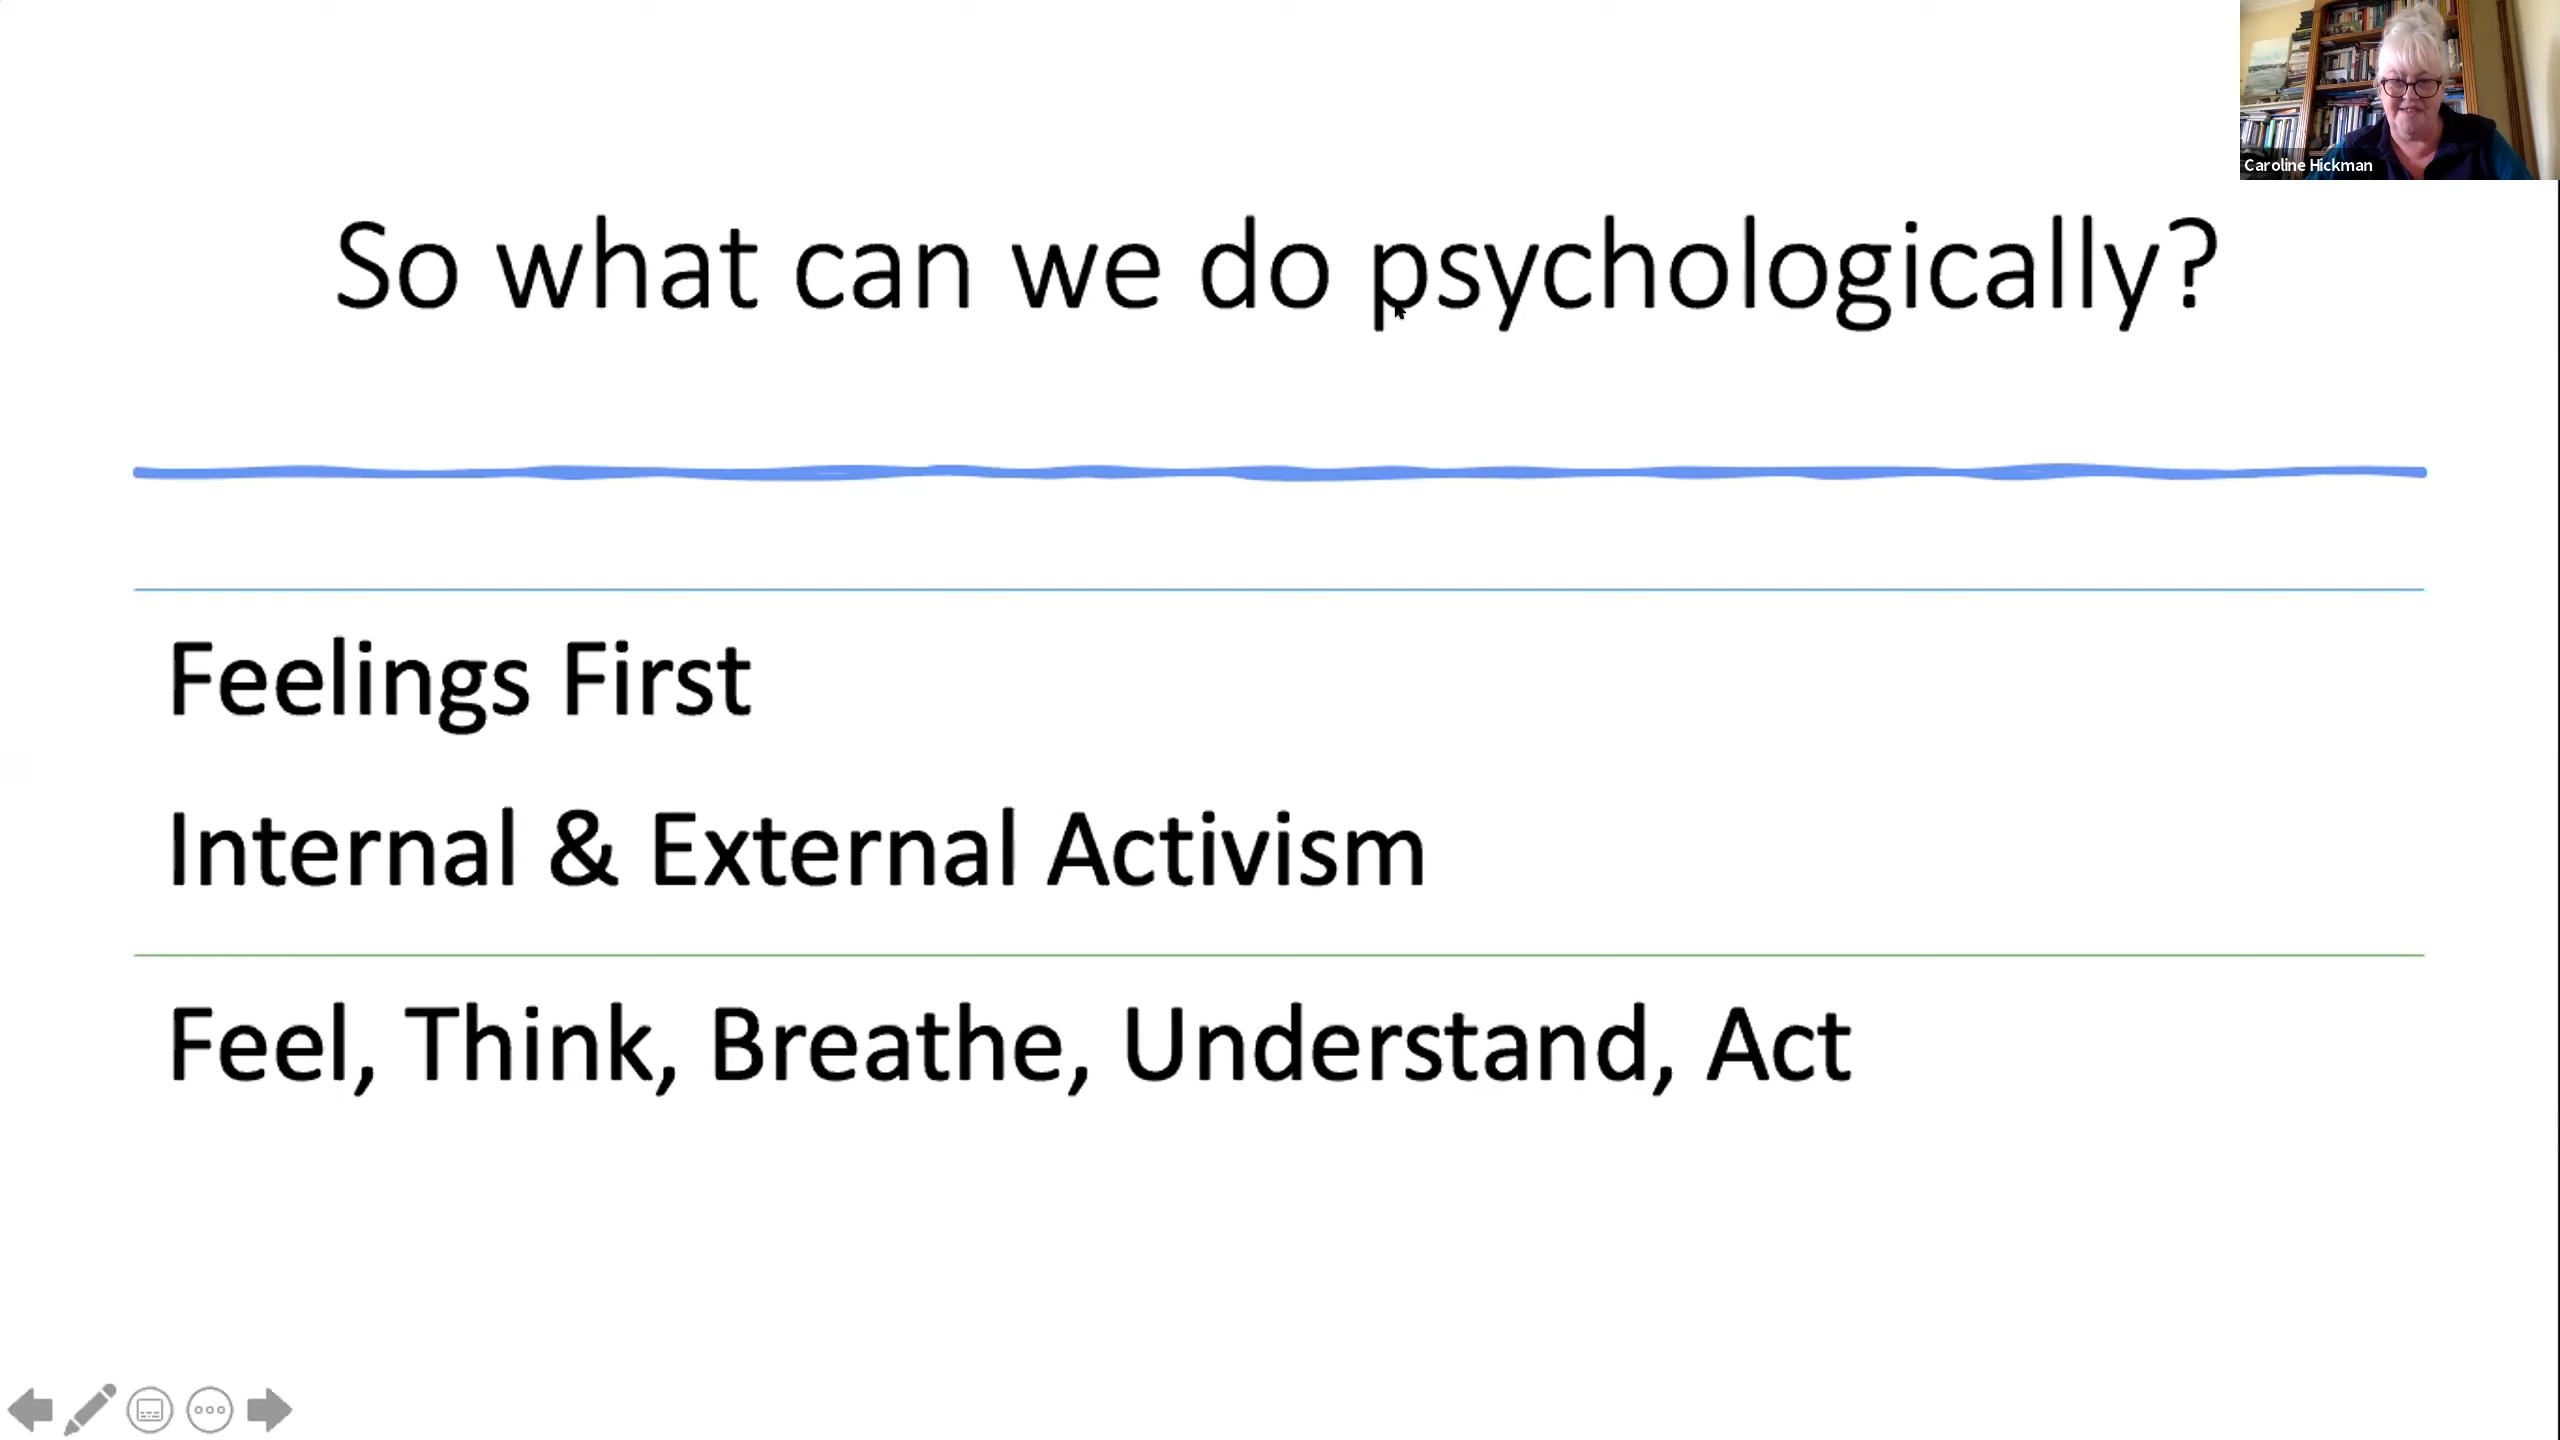 Caroline Hickman
So what can we do psychologically?
Feelings First
Internal & External Activism
Feel, Think, Breathe, Understand, Act